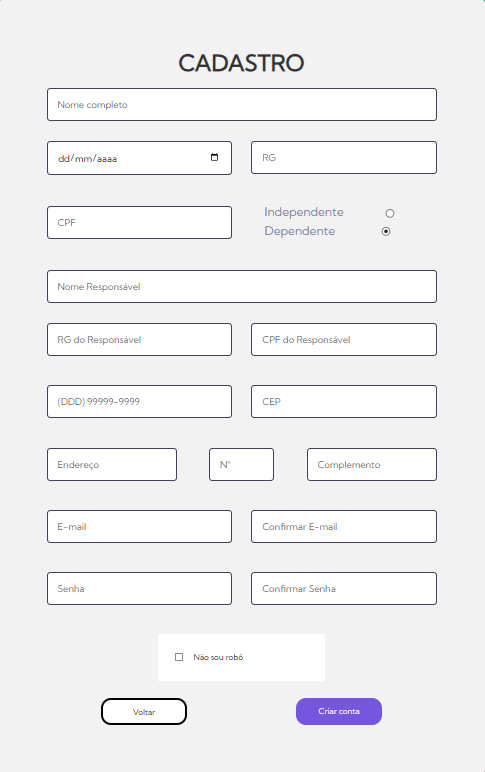 CADASTRO
Nome completo
dd/mm/aaaa RG
CPF
Independente
Dependente
Nome Responsável
RG do Responsável CPF do Responsável
(DDD) 99999-9999 CEP
Endereço N° Complemento
E-mail Confirmar E-mail
Senha Confirmar Senha
Não sou robô
Voltar Criar conta